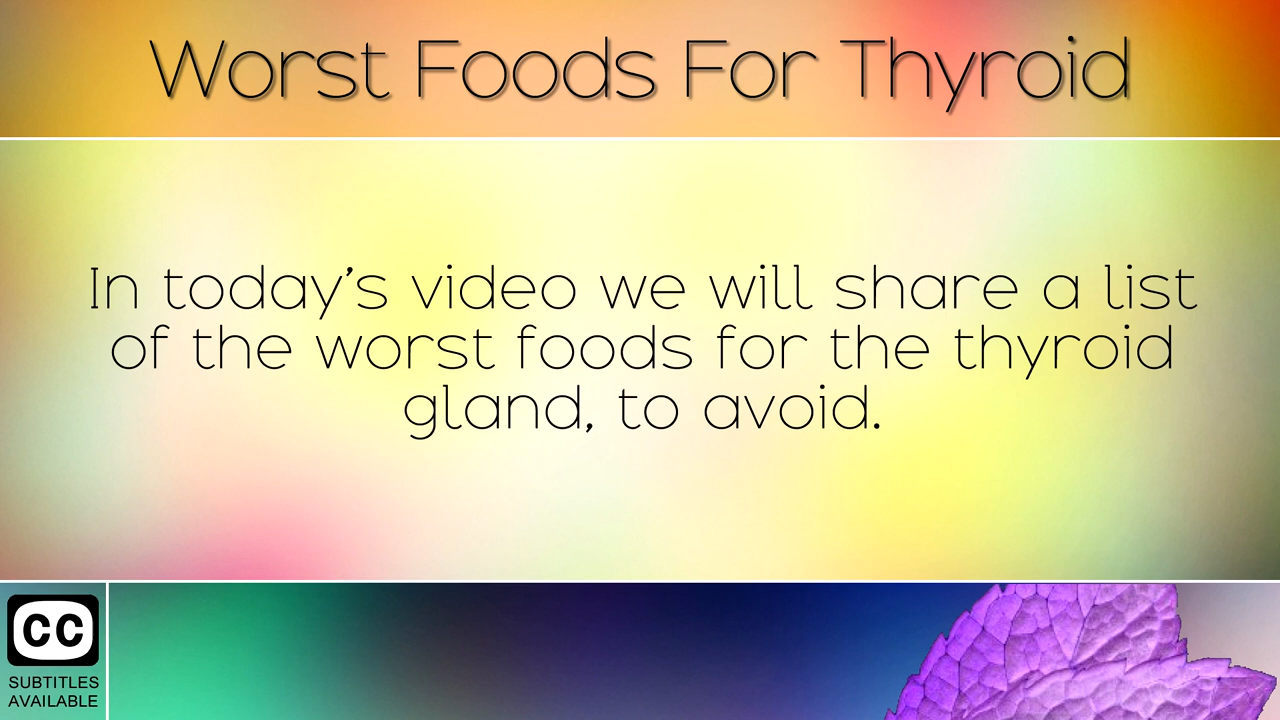 Worst Foods For Thyroid
In today’s video we will share a list
of the worst foods for the thyroid
gland, to avoid.
CC
SUBTITLES
AVAILABLE